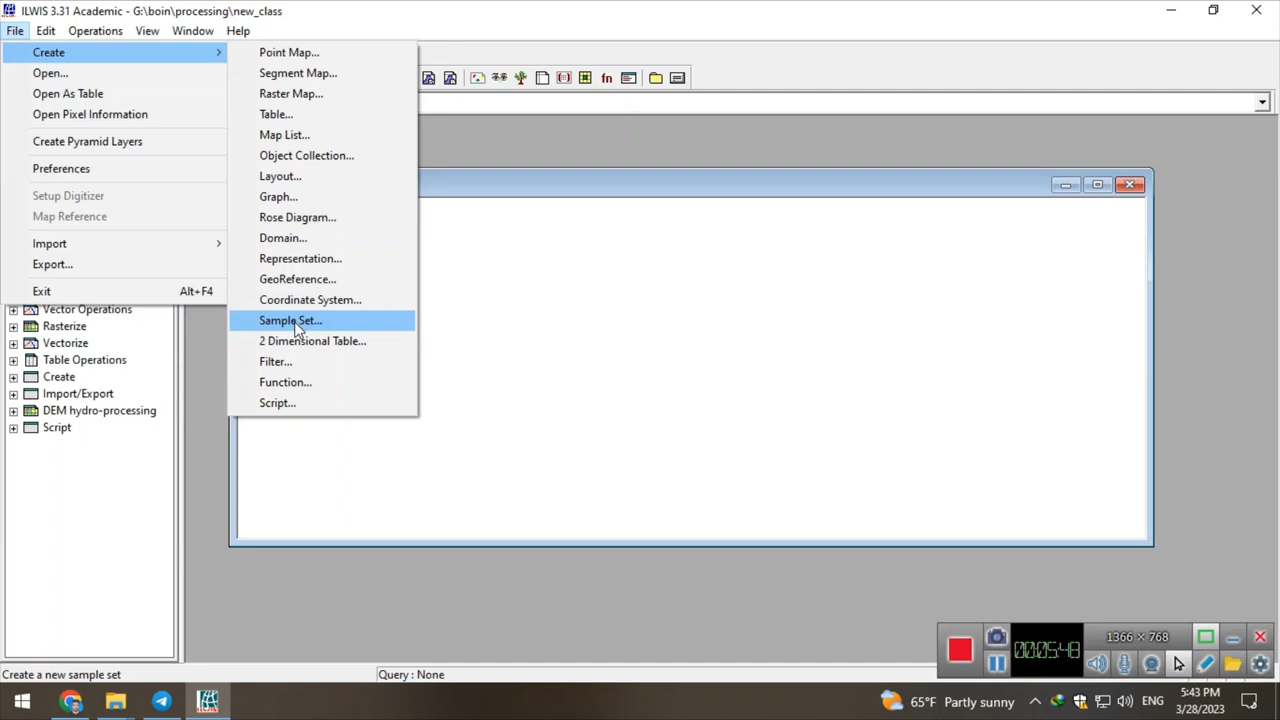 ILWIS 3.31 Academic - G:\boin\processing\new_class
File Edit Operations View Window Help
Create
Open...
Open As Table
Open Pixel Information
Create Pyramid Layers
Preferences
Setup Digitizer
Map Reference
Import
Export...
Exit Alt+F4
Point Map...
Segment Map...
Raster Map...
Table...
Map List...
Object Collection...
Layout...
Graph...
Rose Diagram...
Domain...
Representation...
GeoReference...
Coordinate System...
Sample Set...
2 Dimensional Table...
Filter...
Function...
Script...
fn
Vector Operations
Rasterize
Vectorize
Table Operations
Create
Import/Export
DEM hydro-processing
Script
1366 × 768
00:05:48
Create a new sample set
Query : None
65°F Partly sunny
ENG
5:43 PM
3/28/2023